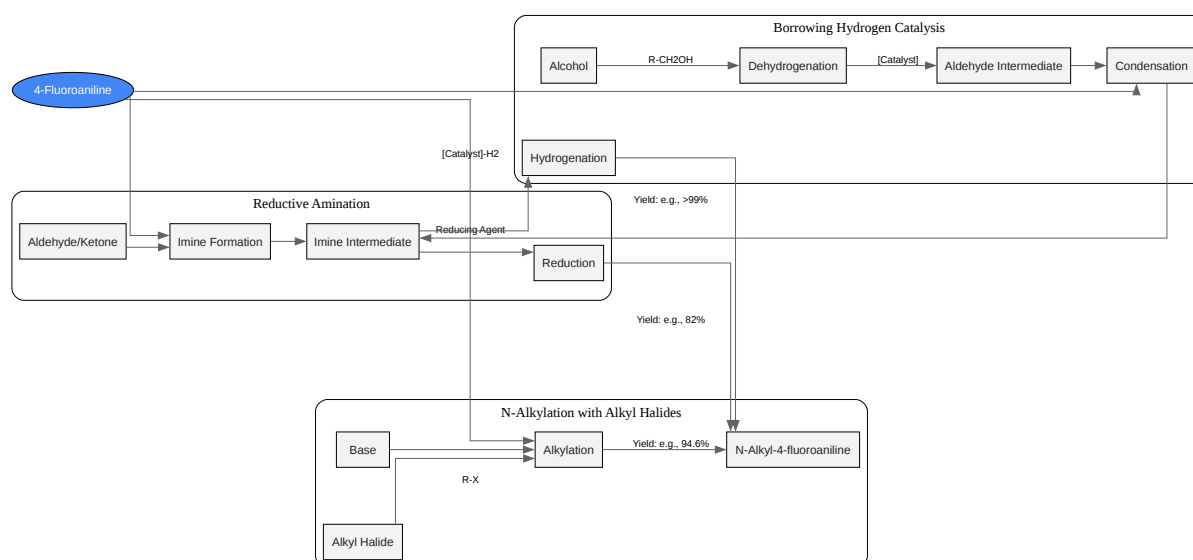 Borrowing Hydrogen Catalysis
Alcohol
R-CH2OH
Dehydrogenation
[Catalyst]
Aldehyde Intermediate
Condensation
4-Fluoroaniline
[Catalyst]-H2
Hydrogenation
Yield: e.g., >99%
Reductive Amination
Aldehyde/Ketone
Imine Formation
Imine Intermediate
Reducing Agent
Reduction
Yield: e.g., 82%
N-Alkylation with Alkyl Halides
Base
Alkylation
Yield: e.g., 94.6%
N-Alkyl-4-fluoroaniline
R-X
Alkyl Halide